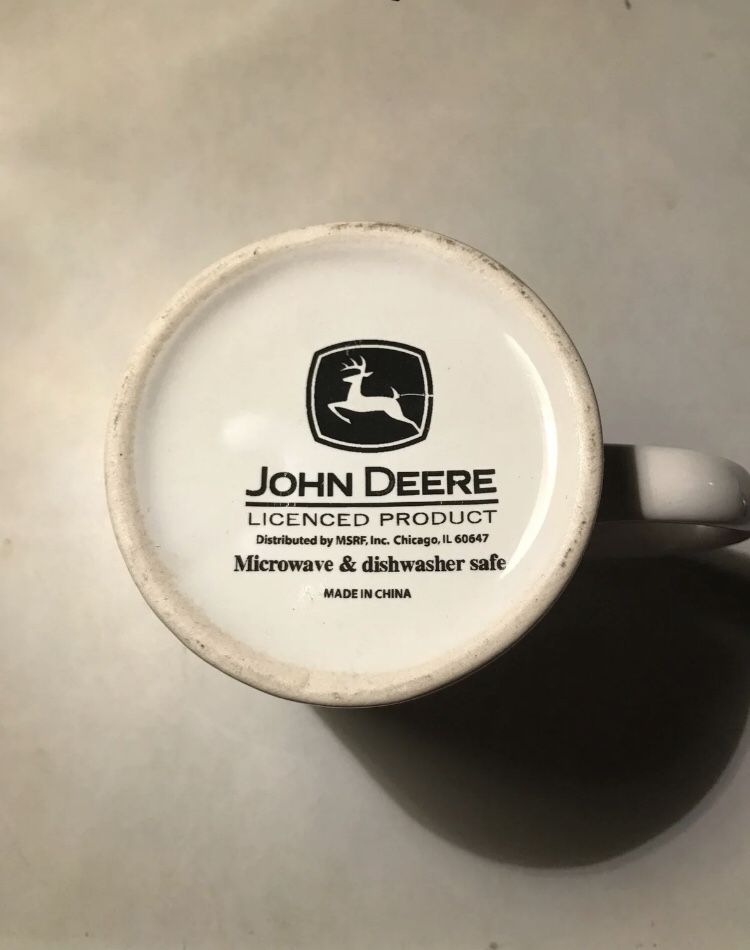 JOHN DEERE
LICENCED PRODUCT
Distributed by MSRF, Inc. Chicago, IL 60647
Microwave & dishwasher safe
MADE IN CHINA